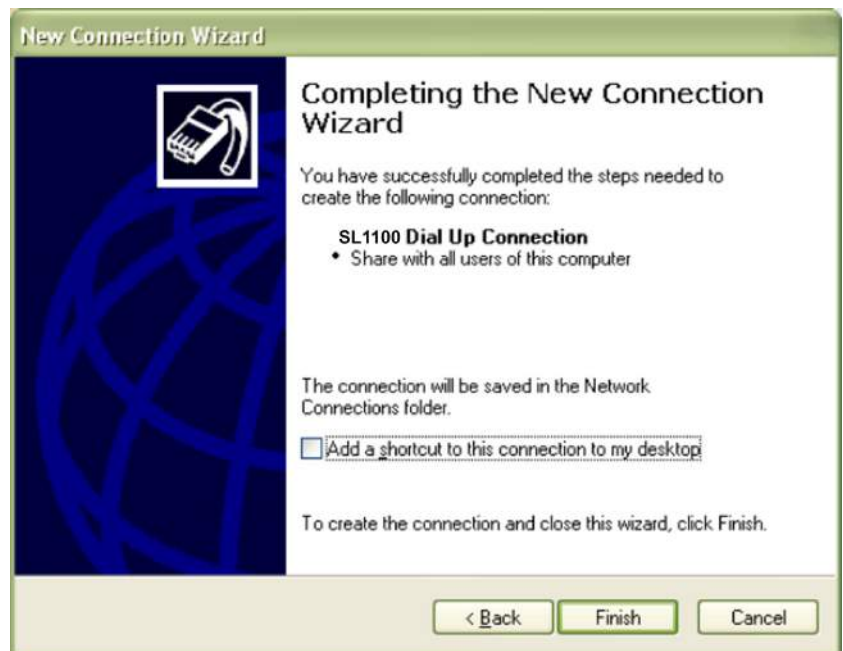 New Connection Wizard
Completing the New Connection
Wizard
You have successfully completed the steps needed to
create the following connection:
SL1100 Dial Up Connection
• Share with all users of this computer
The connection will be saved in the Network
Connections folder.
Add a shortcut to this connection to my desktop
To create the connection and close this wizard, click Finish.
< Back Finish Cancel